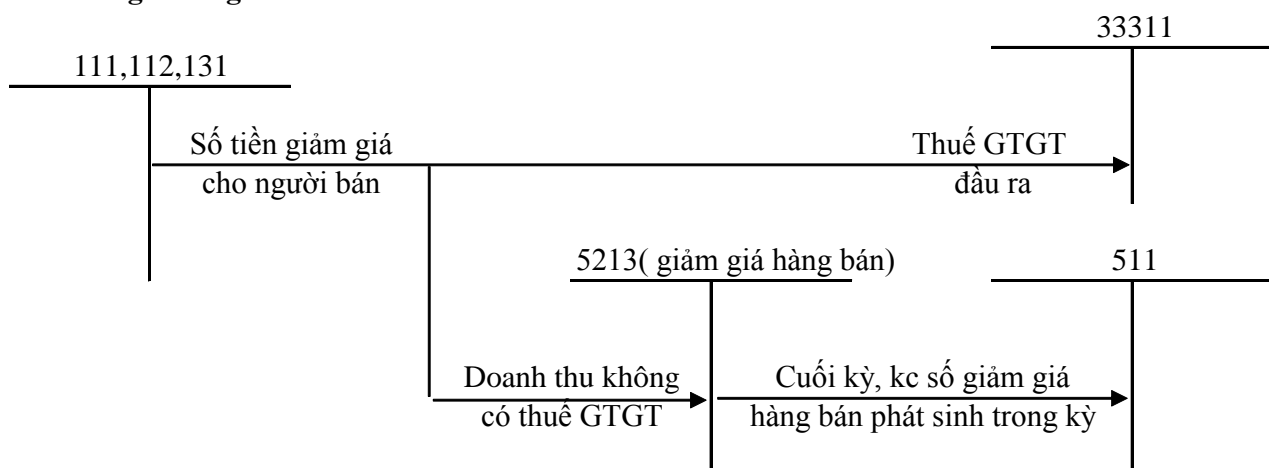 33311
111,112,131
Số tiền giảm giá
cho người bán
Thuế GTGT
đầu ra
5213( giảm giá hàng bán)
511
Doanh thu không
có thuế GTGT
Cuối kỳ, kc số giảm giá
hàng bán phát sinh trong kỳ